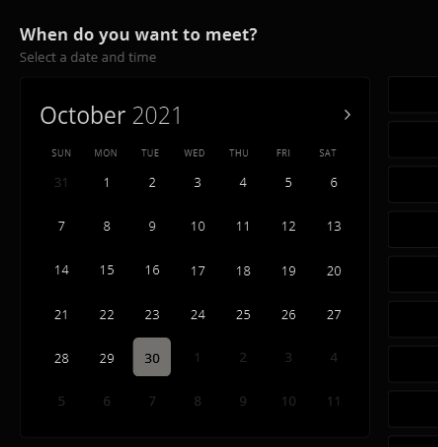 When do you want to meet?
Select a date and time
October 2021 >
SUN MON TUE WED THU FRI SAT
31 1 2 3 4 5 6
7 8 9 10 11 12 13
14 15 16 17 18 19 20
21 22 23 24 25 26 27
28 29 30 1 2 3 4
5 6 7 8 9 10 11